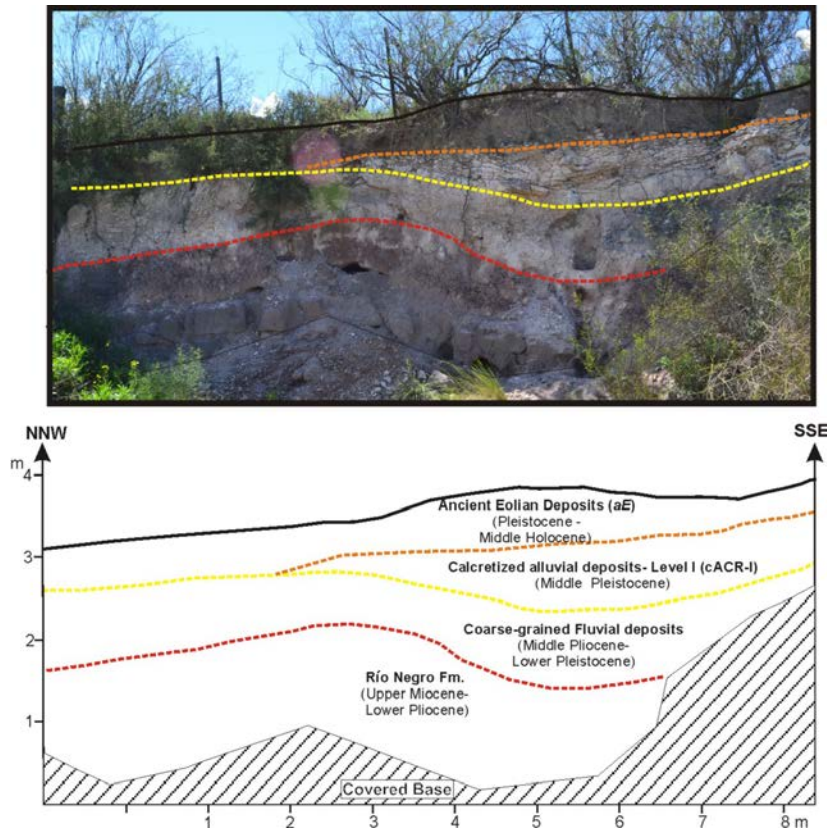 NNW
SSE
m
4
Ancient Eolian Deposits (aE)
(Pleistocene -
Middle Holocene)
3
Calcretized alluvial deposits- Level I (cACR-I)
(Middle Pleistocene)
Coarse-grained Fluvial deposits
2
(Middle Pliocene-
Lower Pleistocene)
Río Negro Fm.
(Upper Miocene-
Lower Pliocene)
1
Covered Base
1 2 3 4 5 6 7 8 m